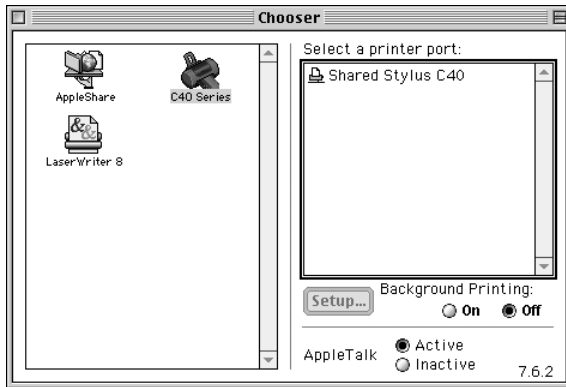 Chooser
AppleShare
C40 Series
LaserWriter 8
Select a printer port:
Shared Stylus C40
Setup...
Background Printing:
On Off
AppleTalk
Active
Inactive
7.6.2